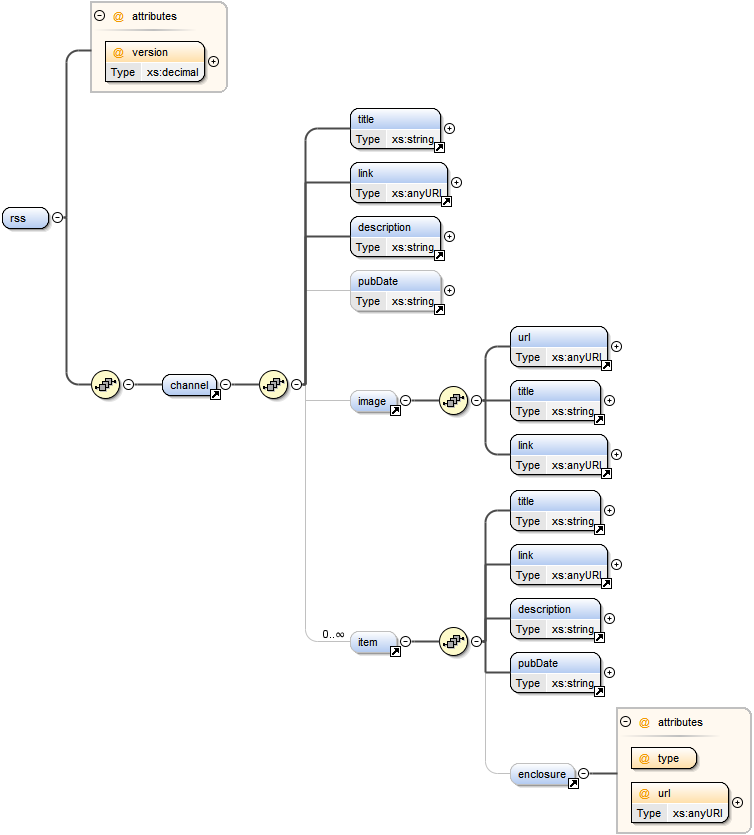 @ attributes
@ version
Type xs:decimal
title
Type xs:string
link
Type xs:anyURI
rss
description
Type xs:string
pubDate
Type xs:string
url
Type xs:anyURI
channel
image
title
Type xs:string
link
Type xs:anyURI
title
Type xs:string
link
Type xs:anyURI
description
Type xs:string
0..∞ item
pubDate
Type xs:string
@ attributes
@ type
enclosure
@ url
Type xs:anyURI